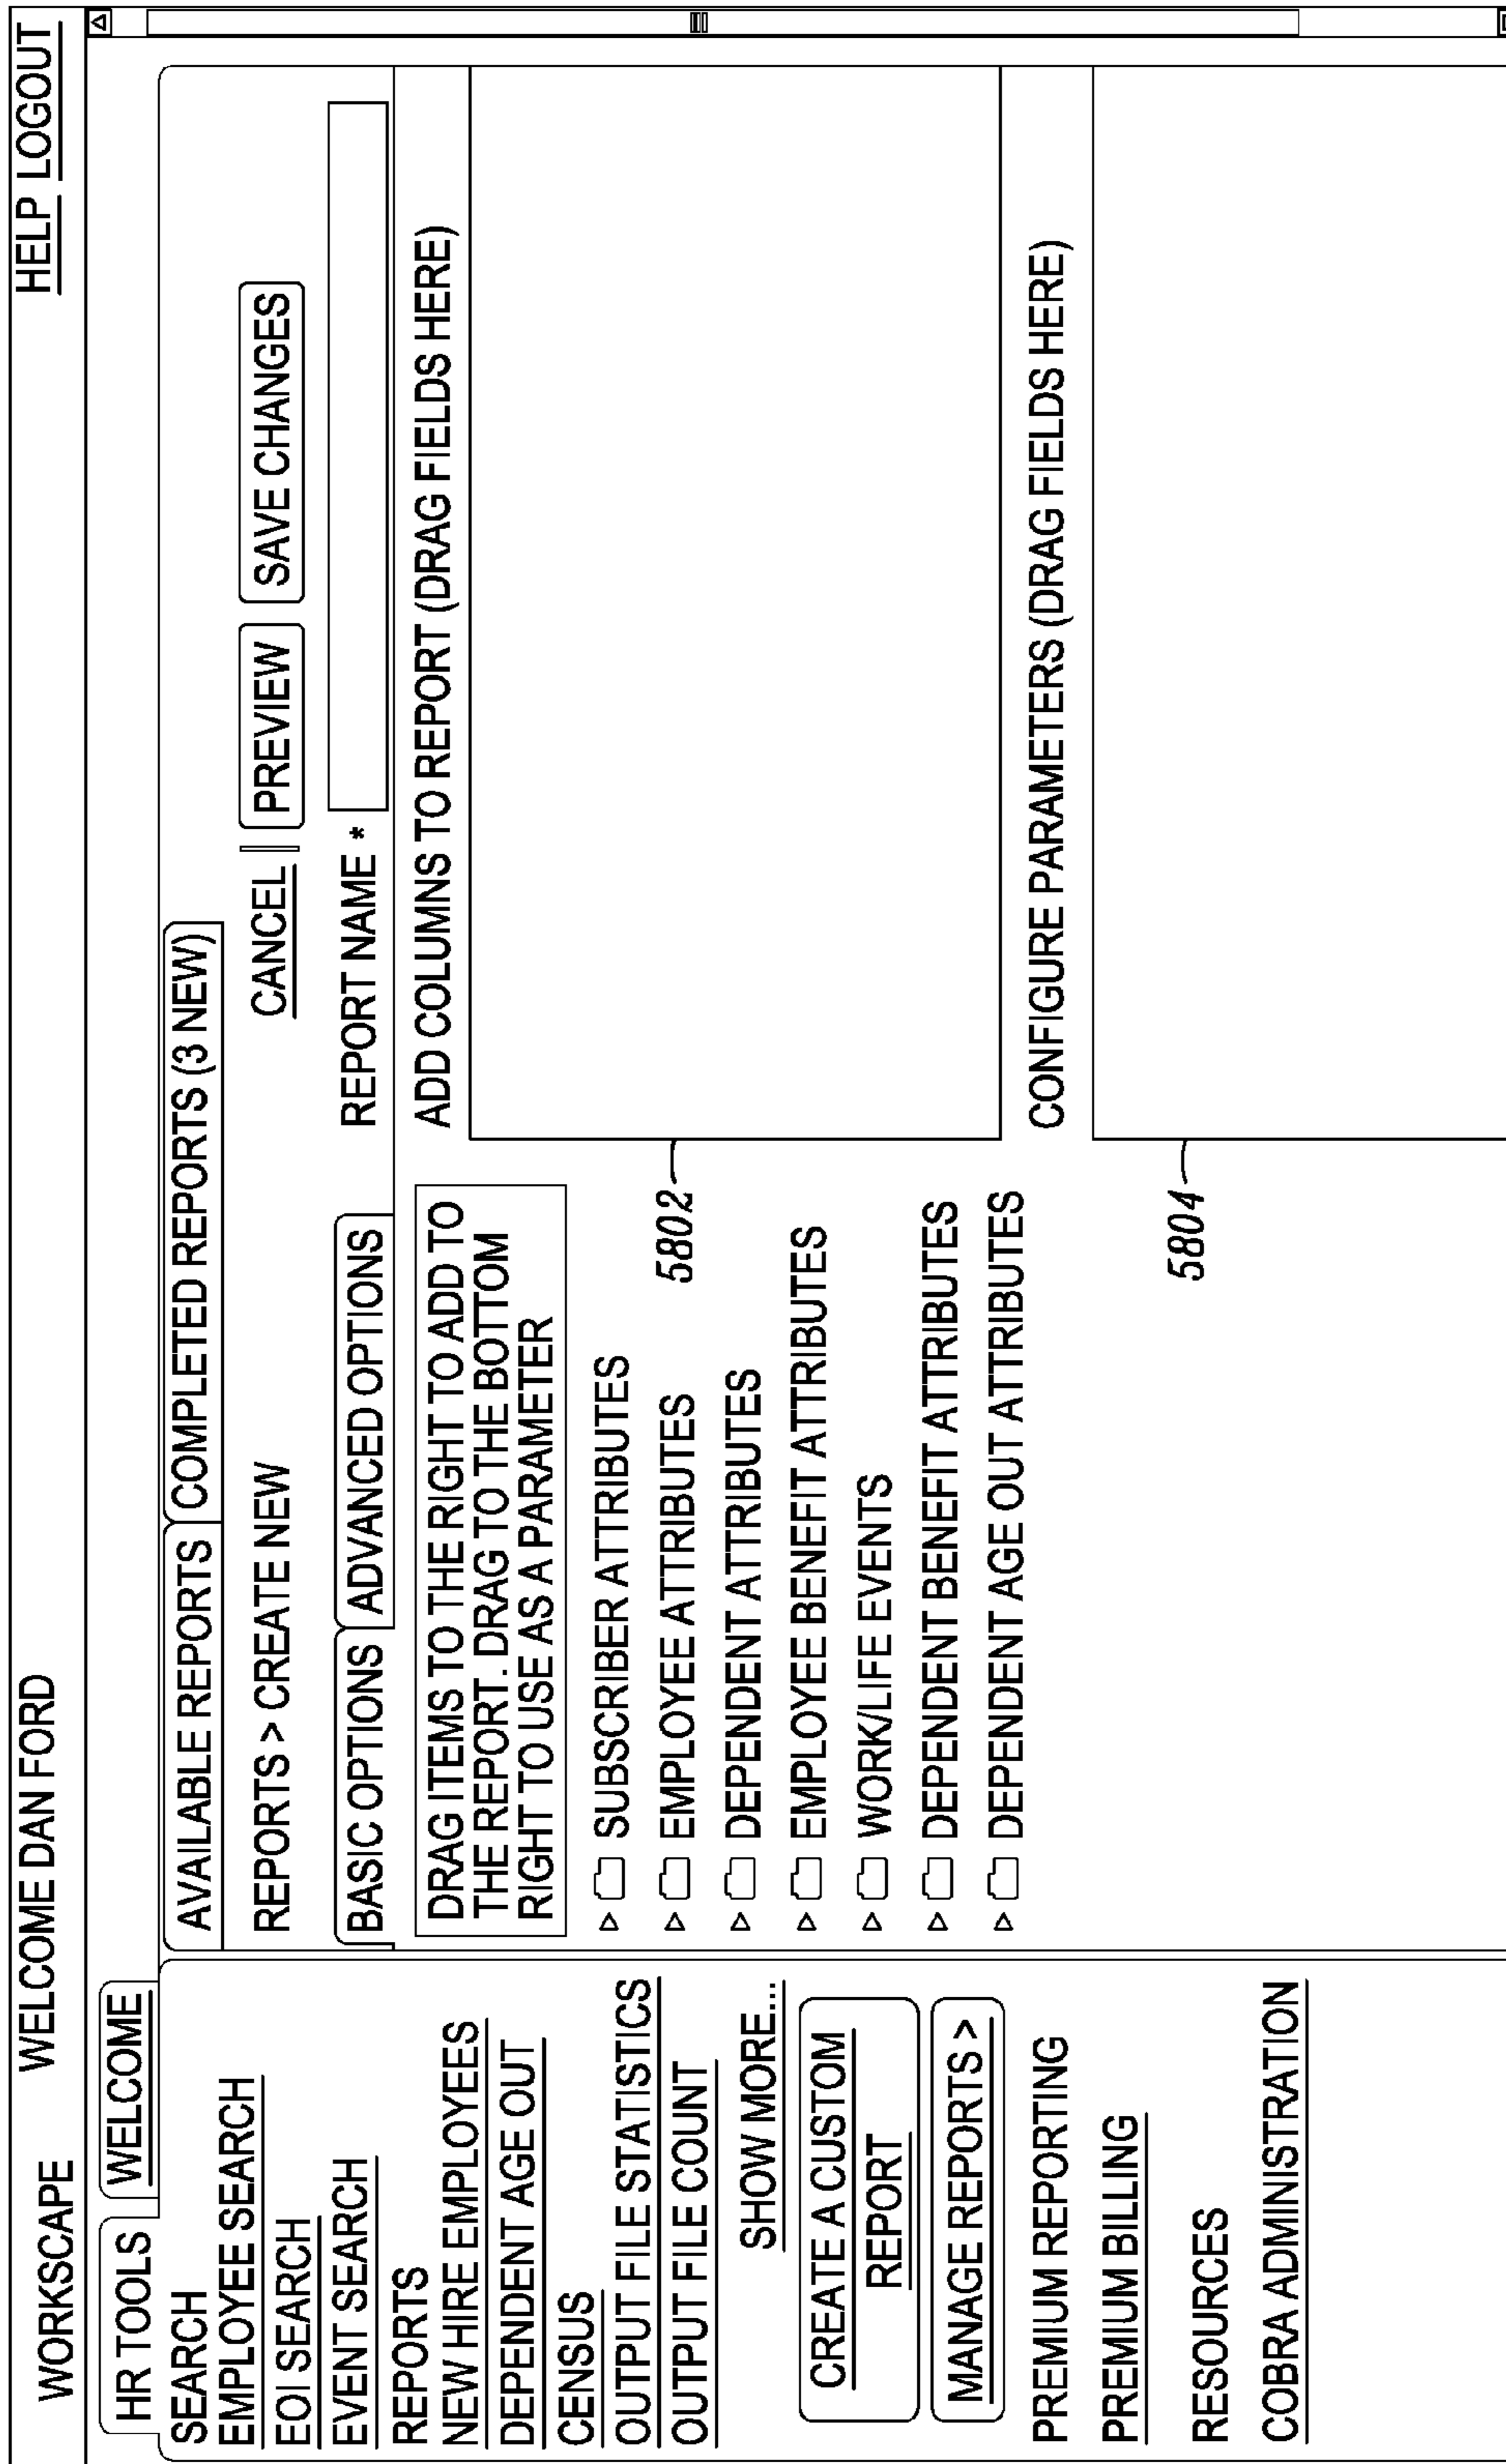 WORKSCAPE WELCOME DAN FORD HELP LOGOUT
HR TOOLS WELCOME
SEARCH
EMPLOYEE SEARCH
EOI SEARCH
EVENT SEARCH
REPORTS
NEW HIRE EMPLOYEES
DEPENDENT AGE OUT
CENSUS
OUTPUT FILE STATISTICS
OUTPUT FILE COUNT
SHOW MORE...
CREATE A CUSTOM
REPORT
MANAGE REPORTS >
PREMIUM REPORTING
PREMIUM BILLING
RESOURCES
COBRA ADMINISTRATION
AVAILABLE REPORTS COMPLETED REPORTS (3 NEW)
REPORTS > CREATE NEW CANCEL PREVIEW SAVE CHANGES
BASIC OPTIONS ADVANCED OPTIONS REPORT NAME *
DRAG ITEMS TO THE RIGHT TO ADD TO
THE REPORT. DRAG TO THE BOTTOM
RIGHT TO USE AS A PARAMETER
SUBSCRIBER ATTRIBUTES
EMPLOYEE ATTRIBUTES
DEPENDENT ATTRIBUTES
EMPLOYEE BENEFIT ATTRIBUTES
WORK/LIFE EVENTS
DEPENDENT BENEFIT ATTRIBUTES
DEPENDENT AGE OUT ATTRIBUTES
ADD COLUMNS TO REPORT (DRAG FIELDS HERE)
5802
CONFIGURE PARAMETERS (DRAG FIELDS HERE)
5804